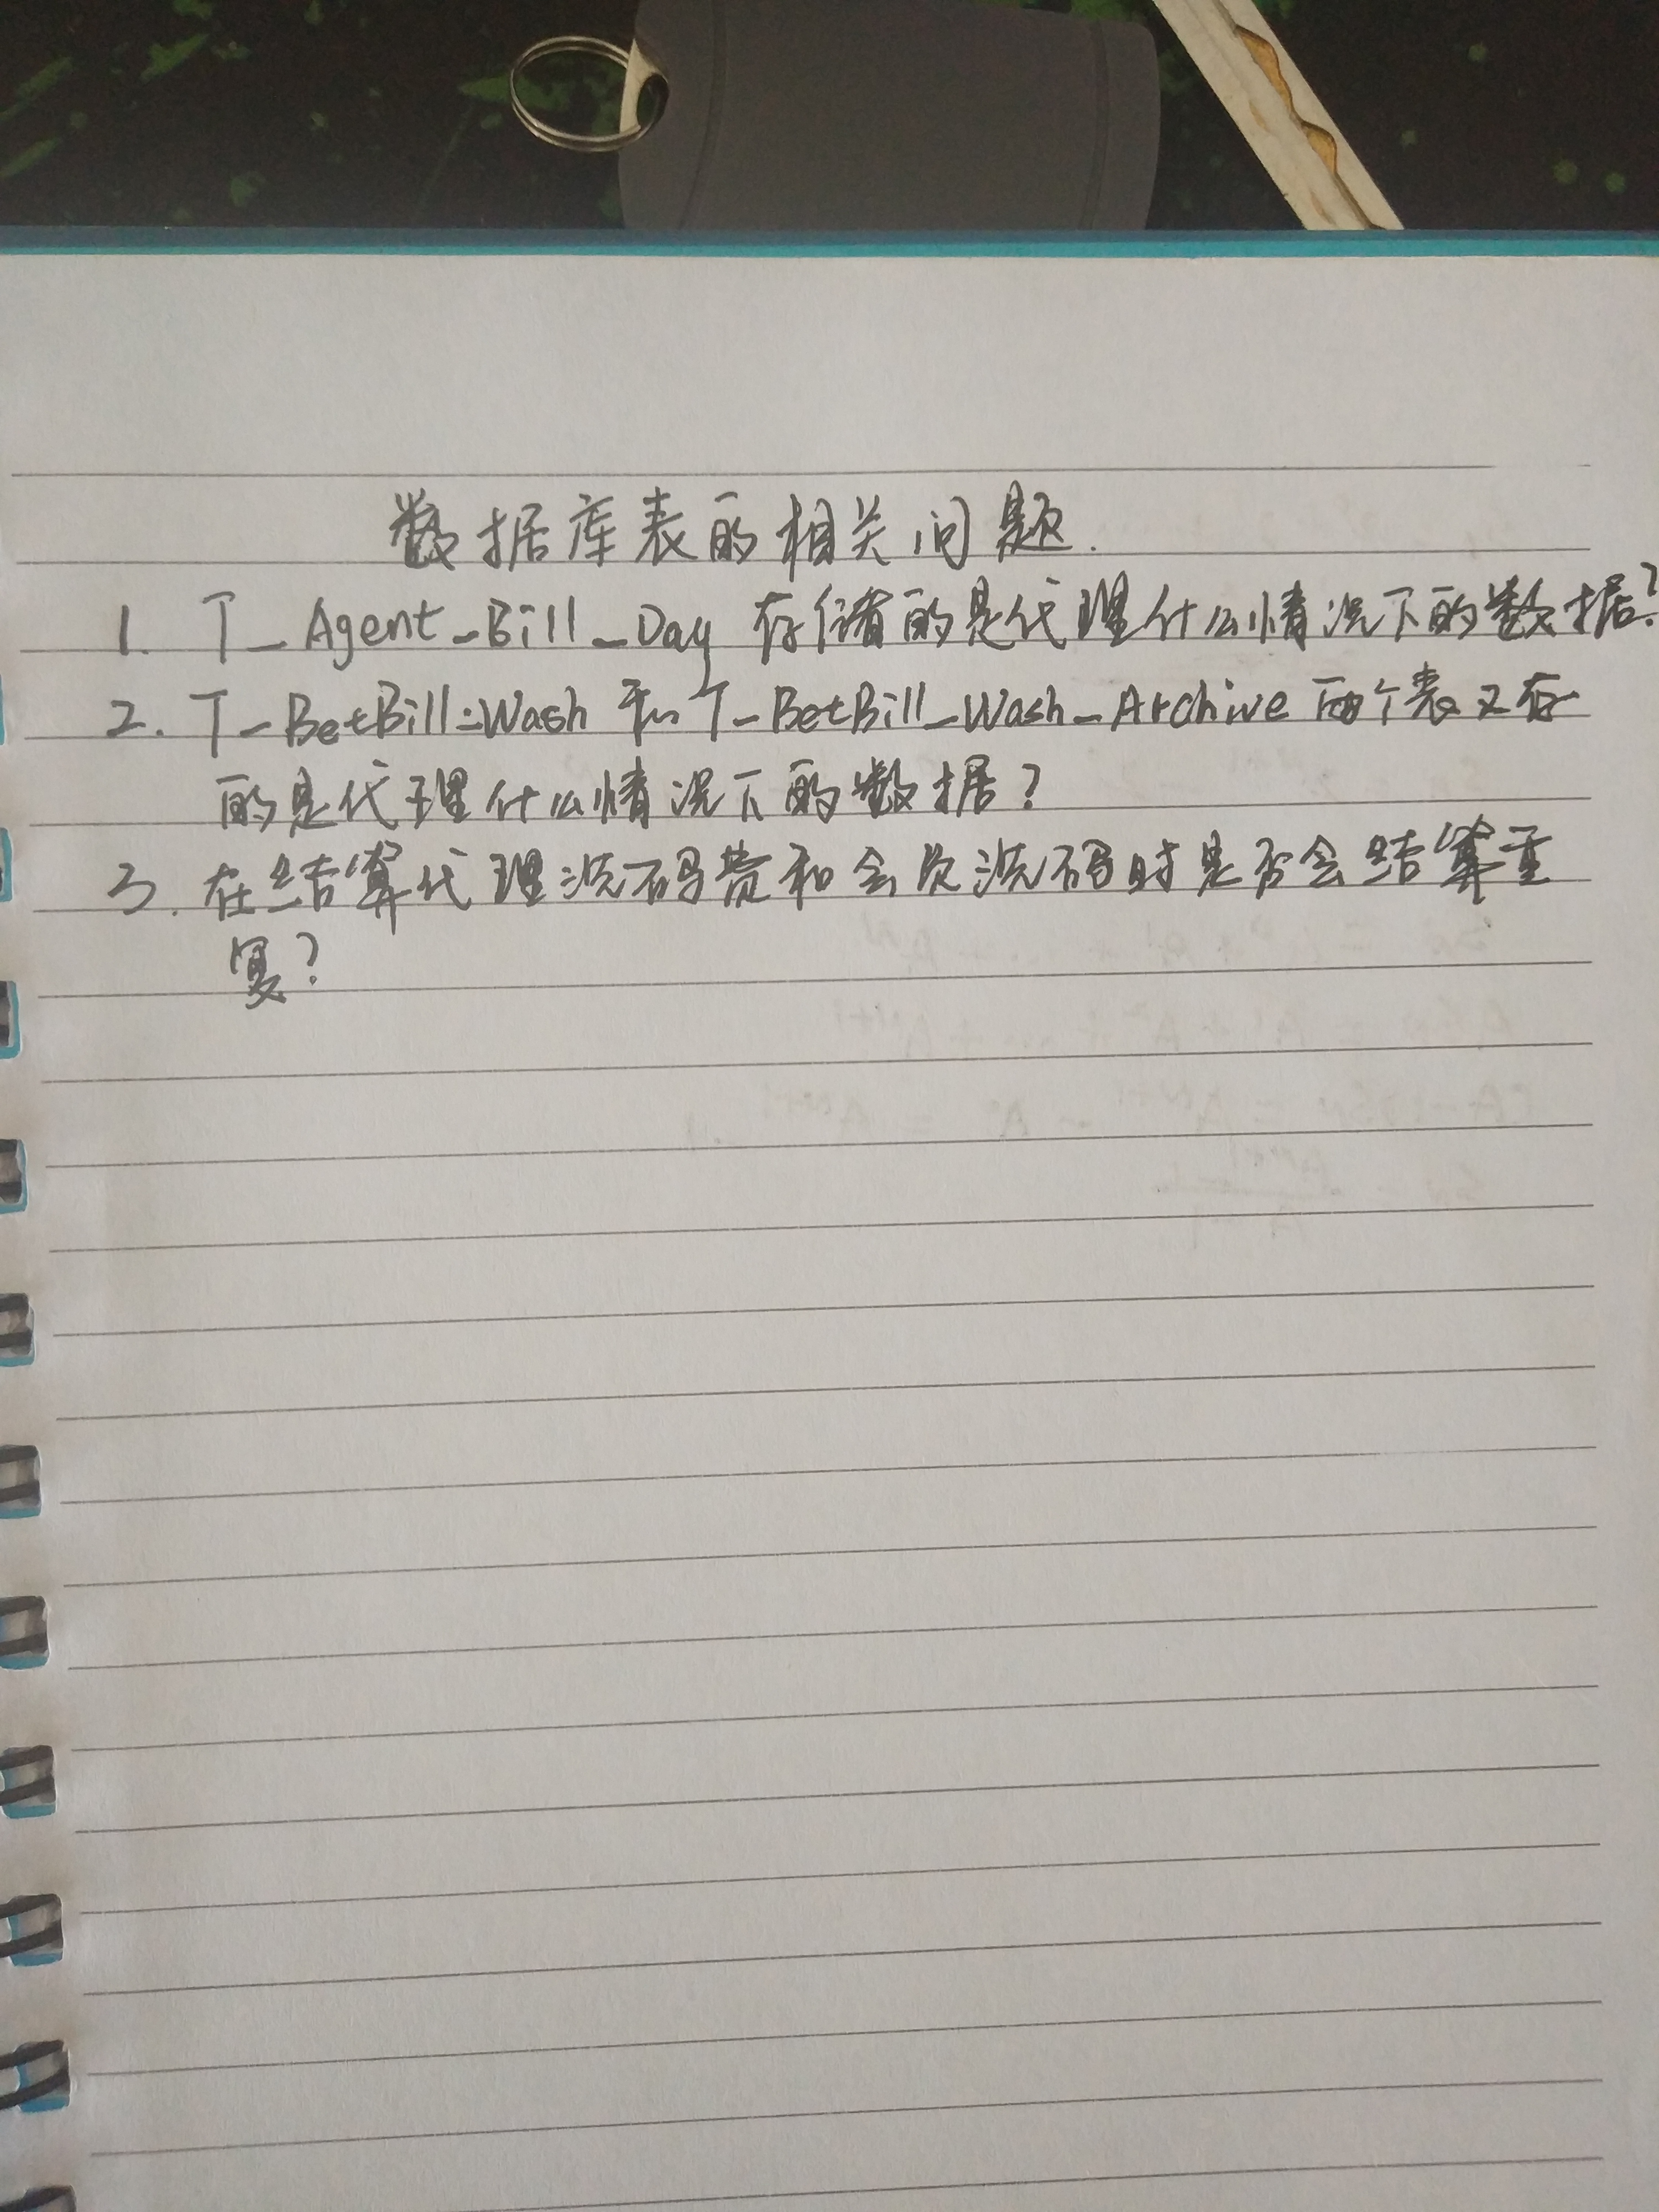 数据库表的相关问题.
1. T_Agent_Bill_Day 存储的是代理什么情况下的数据?
2. T_BetBill_Wash 和 T_BetBill_Wash_Archive 两个表又存
的是代理什么情况下的数据?
3. 在结算代理洗码费和会员洗码时是否会结算重
复?